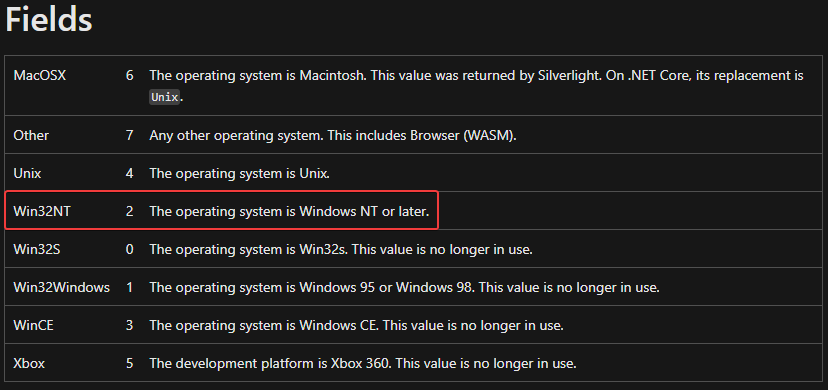 Fields
MacOSX 6 The operating system is Macintosh. This value was returned by Silverlight. On .NET Core, its replacement is
Unix.
Other 7 Any other operating system. This includes Browser (WASM).
Unix 4 The operating system is Unix.
Win32NT 2 The operating system is Windows NT or later.
Win32S 0 The operating system is Win32s. This value is no longer in use.
Win32Windows 1 The operating system is Windows 95 or Windows 98. This value is no longer in use.
WinCE 3 The operating system is Windows CE. This value is no longer in use.
Xbox 5 The development platform is Xbox 360. This value is no longer in use.